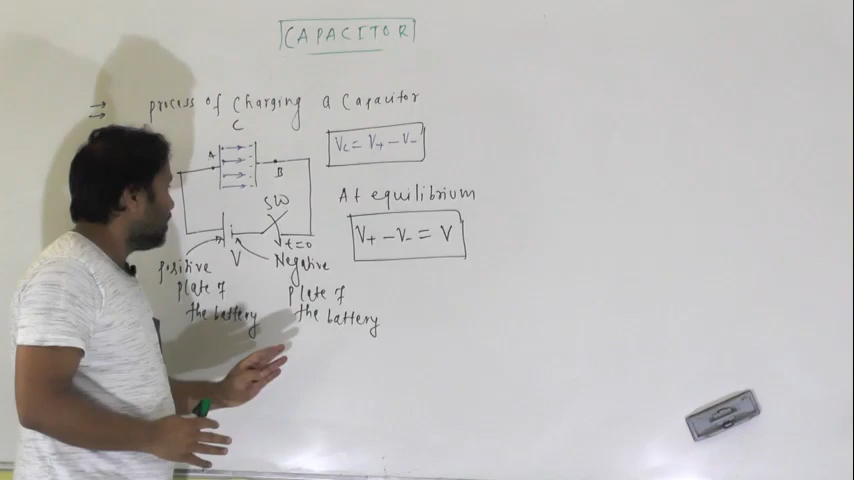 CAPACITOR
⇒ process of Charging a Capacitor
C
A
B
Vc = V+ - V-
SW
t=0
V
At equilibrium
V+ - V- = V
positive
plate of
the battery
Negative
plate of
the battery